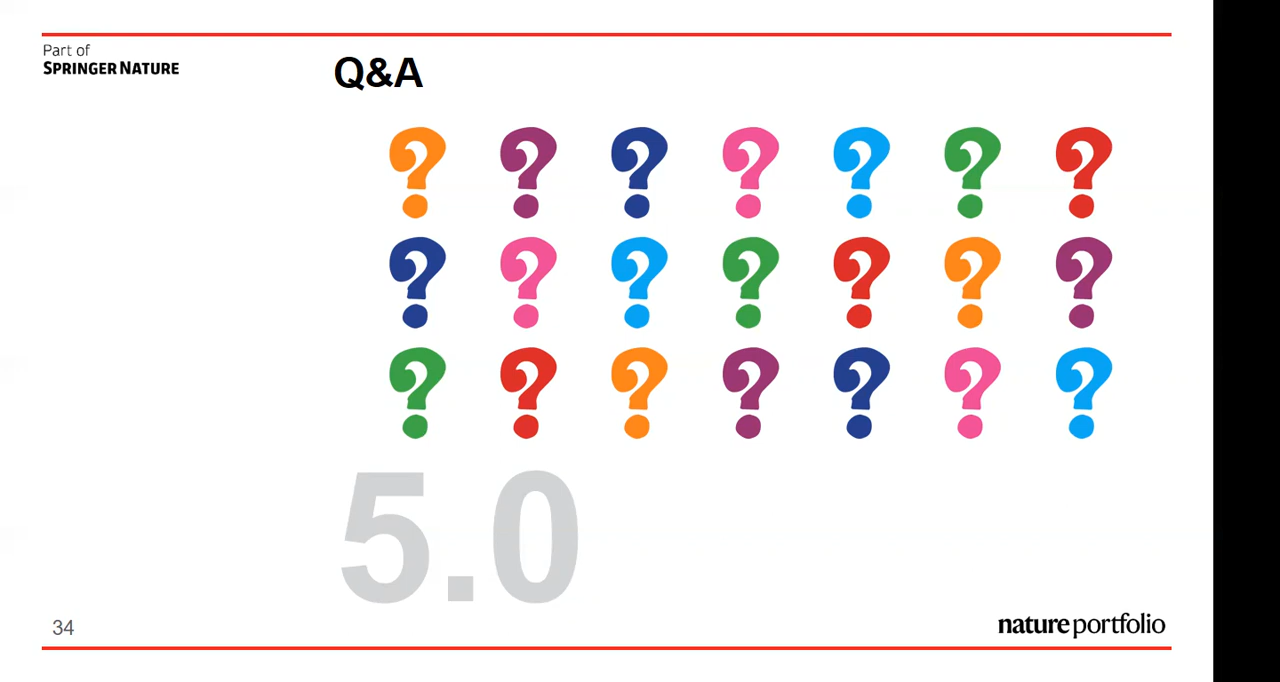 Part of
SPRINGER NATURE
Q&A
? ? ? ? ? ? ?
? ? ? ? ? ? ?
? ? ? ? ? ? ?
5.0
34
nature portfolio